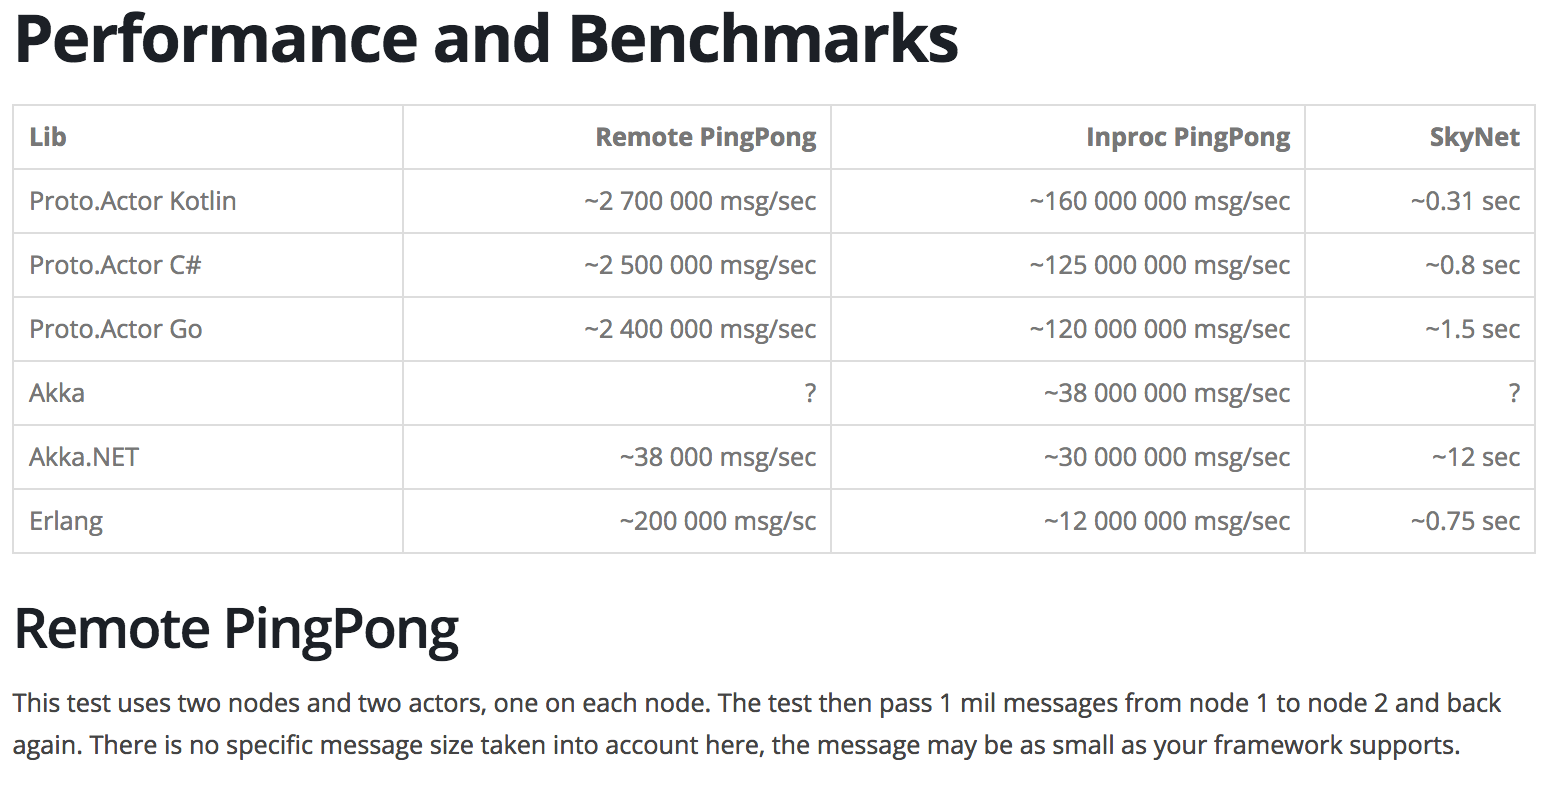 Performance and Benchmarks
Lib Remote PingPong Inproc PingPong SkyNet
Proto.Actor Kotlin ~2 700 000 msg/sec ~160 000 000 msg/sec ~0.31 sec
Proto.Actor C# ~2 500 000 msg/sec ~125 000 000 msg/sec ~0.8 sec
Proto.Actor Go ~2 400 000 msg/sec ~120 000 000 msg/sec ~1.5 sec
Akka ? ~38 000 000 msg/sec ?
Akka.NET ~38 000 msg/sec ~30 000 000 msg/sec ~12 sec
Erlang ~200 000 msg/sc ~12 000 000 msg/sec ~0.75 sec
Remote PingPong
This test uses two nodes and two actors, one on each node. The test then pass 1 mil messages from node 1 to node 2 and back
again. There is no specific message size taken into account here, the message may be as small as your framework supports.